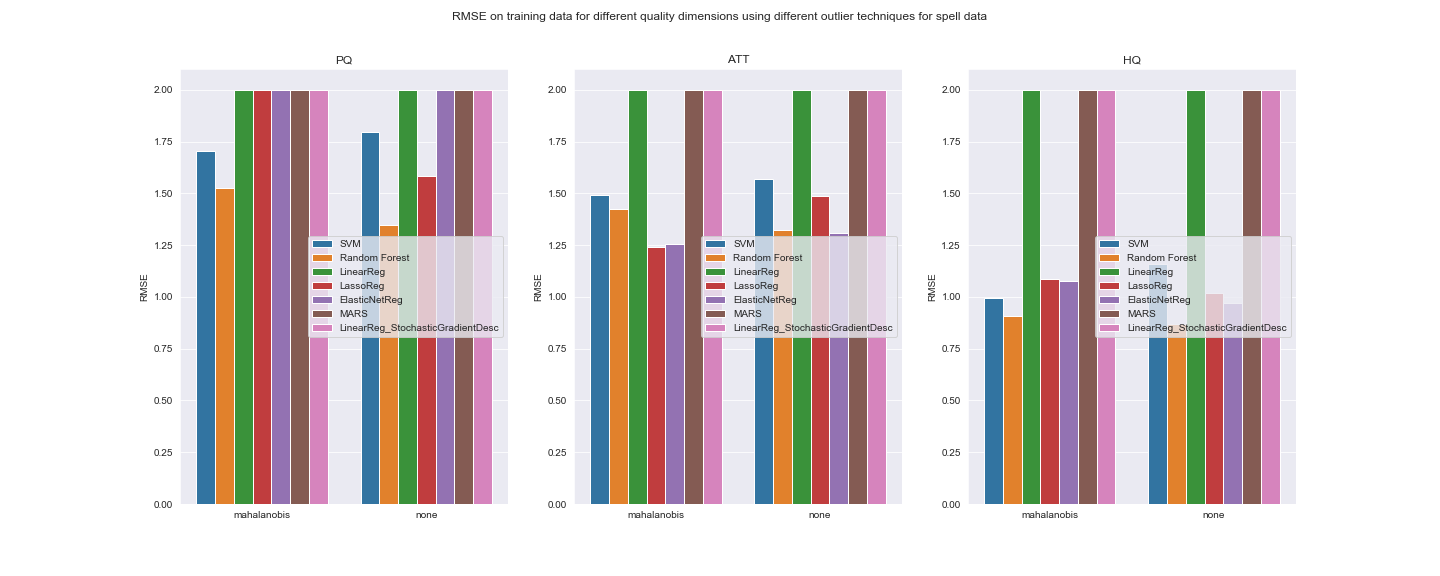 RMSE on training data for different quality dimensions using different outlier techniques for spell data
PQ
2.00
1.75
1.50
1.25
1.00
0.75
0.50
0.25
0.00
RMSE
mahalanobis
none
SVM
Random Forest
LinearReg
LassoReg
ElasticNetReg
MARS
LinearReg_StochasticGradientDesc
ATT
2.00
1.75
1.50
1.25
1.00
0.75
0.50
0.25
0.00
RMSE
mahalanobis
none
SVM
Random Forest
LinearReg
LassoReg
ElasticNetReg
MARS
LinearReg_StochasticGradientDesc
HQ
2.00
1.75
1.50
1.25
1.00
0.75
0.50
0.25
0.00
RMSE
mahalanobis
none
SVM
Random Forest
LinearReg
LassoReg
ElasticNetReg
MARS
LinearReg_StochasticGradientDesc